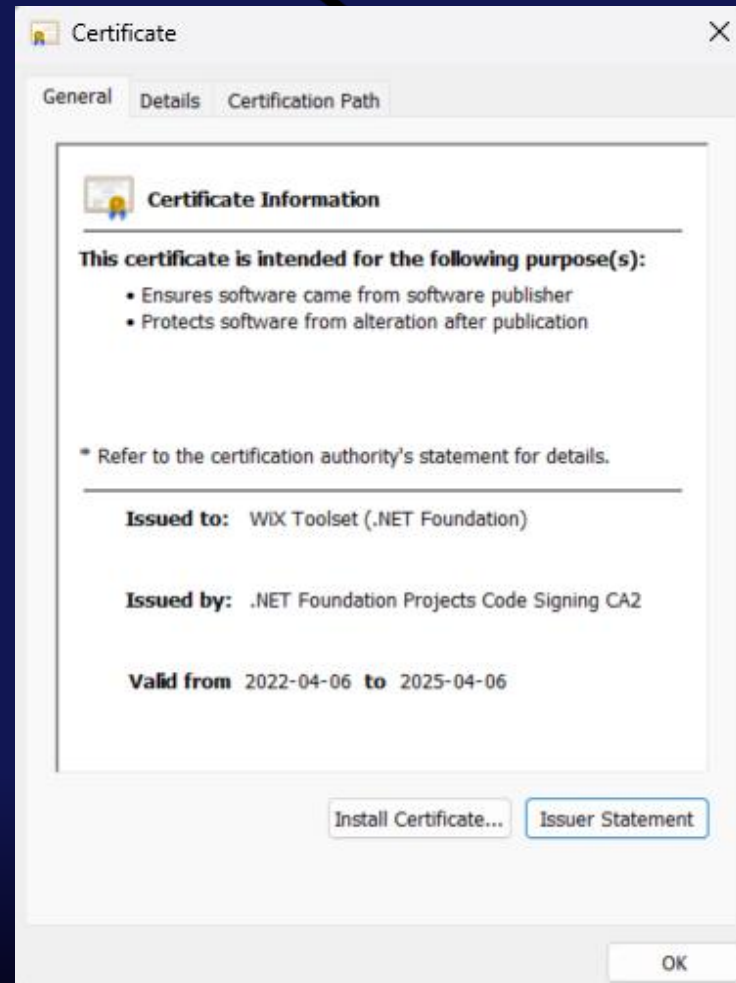 Certificate
General Details Certification Path
Certificate Information
This certificate is intended for the following purpose(s):
• Ensures software came from software publisher
• Protects software from alteration after publication
* Refer to the certification authority's statement for details.
Issued to: WiX Toolset (.NET Foundation)
Issued by: .NET Foundation Projects Code Signing CA2
Valid from 2022-04-06 to 2025-04-06
Install Certificate... Issuer Statement
OK